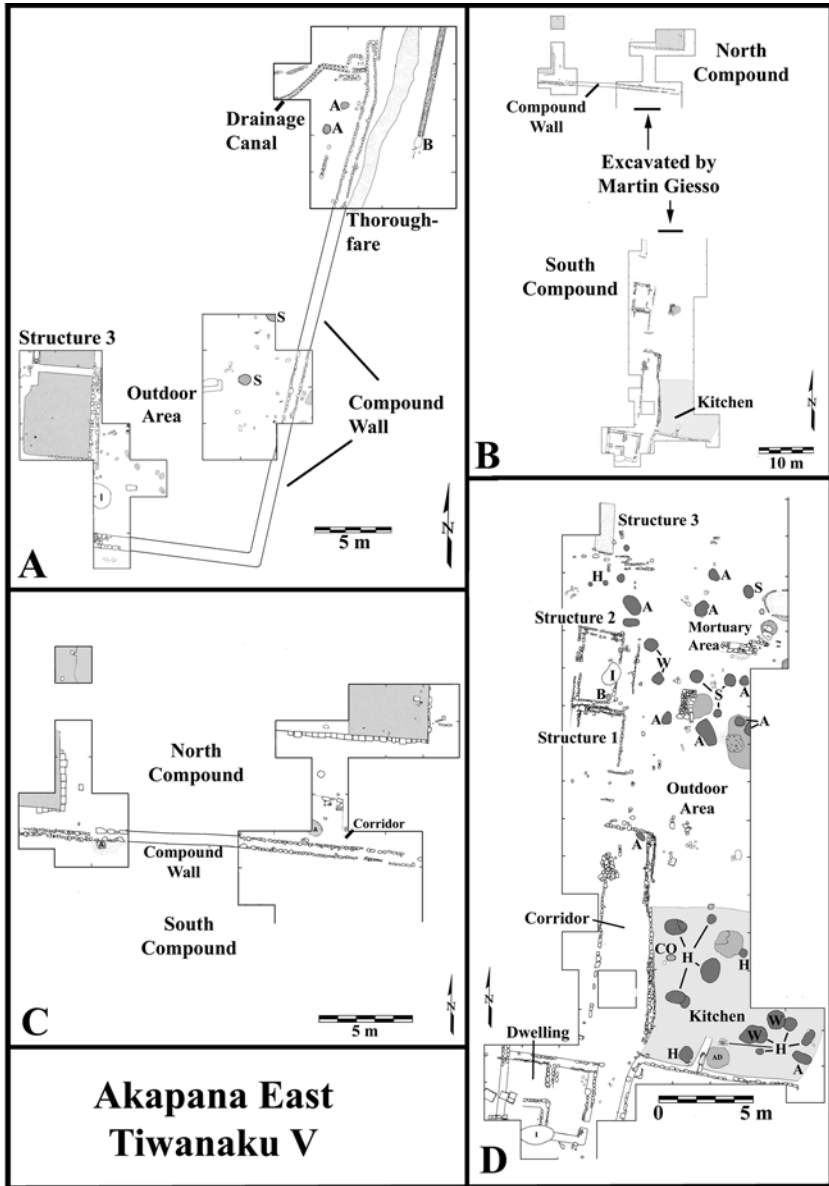 Drainage
Canal
A
A
B
Thorough-
fare
S
Structure 3
Outdoor
Area
S
Compound
Wall
I
5 m
N
A
North
Compound
Compound
Wall
Excavated by
Martin Giesso
South
Compound
Kitchen
N
10 m
B
North
Compound
A
Corridor
A
Compound
Wall
South
Compound
N
5 m
C
Structure 3
H
A
S
A
A
Structure 2
Mortuary
Area
W
I
S
A
B
A
A
A
Structure 1
Outdoor
Area
A
Corridor
CO
H
H
N
Kitchen
W
W
Dwelling
H
H
AD
A
I
0 5 m
D
Akapana East
Tiwanaku V